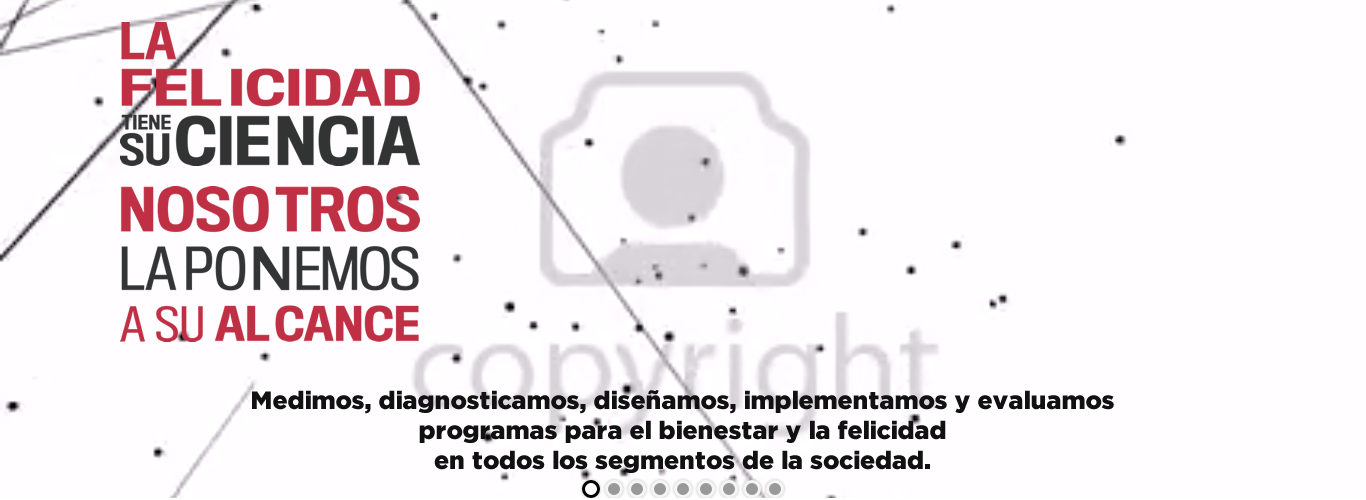 LA
FELICIDAD
TIENE
SU CIENCIA
NOSOTROS
LA PONEMOS
A SU ALCANCE
copyright
Medimos, diagnosticamos, diseñamos, implementamos y evaluamos
programas para el bienestar y la felicidad
en todos los segmentos de la sociedad.